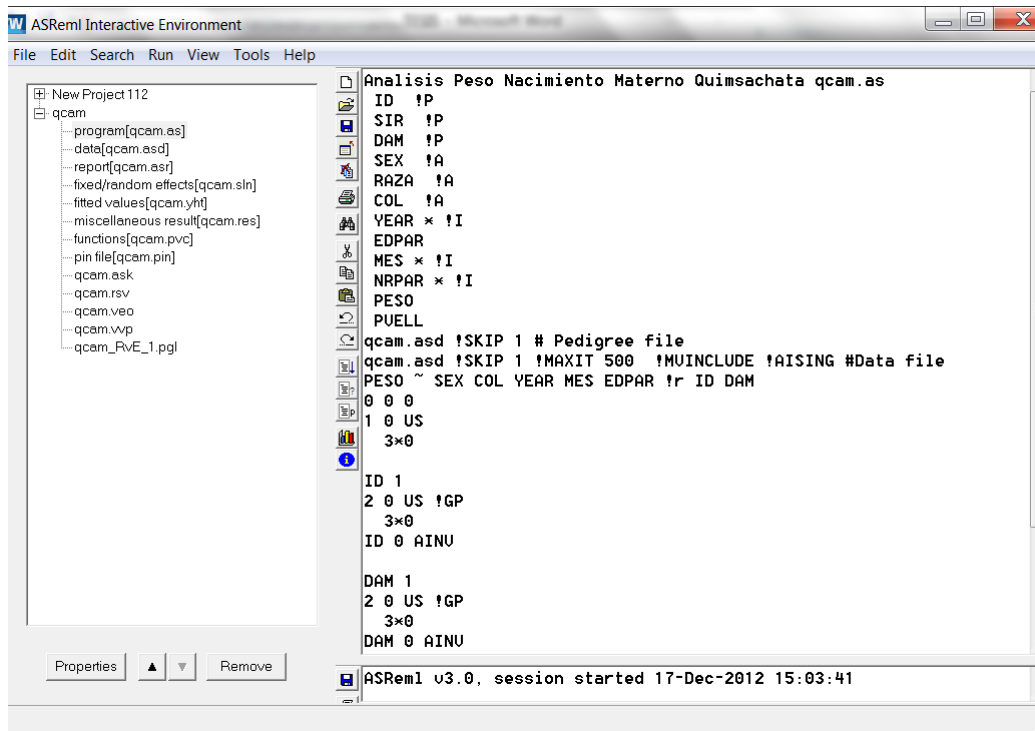 ASReml Interactive Environment
File Edit Search Run View Tools Help
New Project 112
qcam
program[qcam.as]
data[qcam.asd]
report[qcam.asr]
fixed/random effects[qcam.sln]
fitted values[qcam.yht]
miscellaneous result[qcam.res]
functions[qcam.pvc]
pin file[qcam.pin]
qcam.ask
qcam.rsv
qcam.veo
qcam.vvp
qcam_RvE_1.pgl
Properties
Remove
Analisis Peso Nacimiento Materno Quimsachata qcam.as
ID !P
SIR !P
DAM !P
SEX !A
RAZA !A
COL !A
YEAR * !I
EDPAR
MES * !I
NRPAR * !I
PESO
PVELL
qcam.asd !SKIP 1 # Pedigree file
qcam.asd !SKIP 1 !MAXIT 500 !MVINCLUDE !AISING #Data file
PESO ~ SEX COL YEAR MES EDPAR !r ID DAM
0 0 0
1 0 US
3*0
ID 1
2 0 US !GP
3*0
ID 0 AINV
DAM 1
2 0 US !GP
3*0
DAM 0 AINV
ASReml v3.0, session started 17-Dec-2012 15:03:41